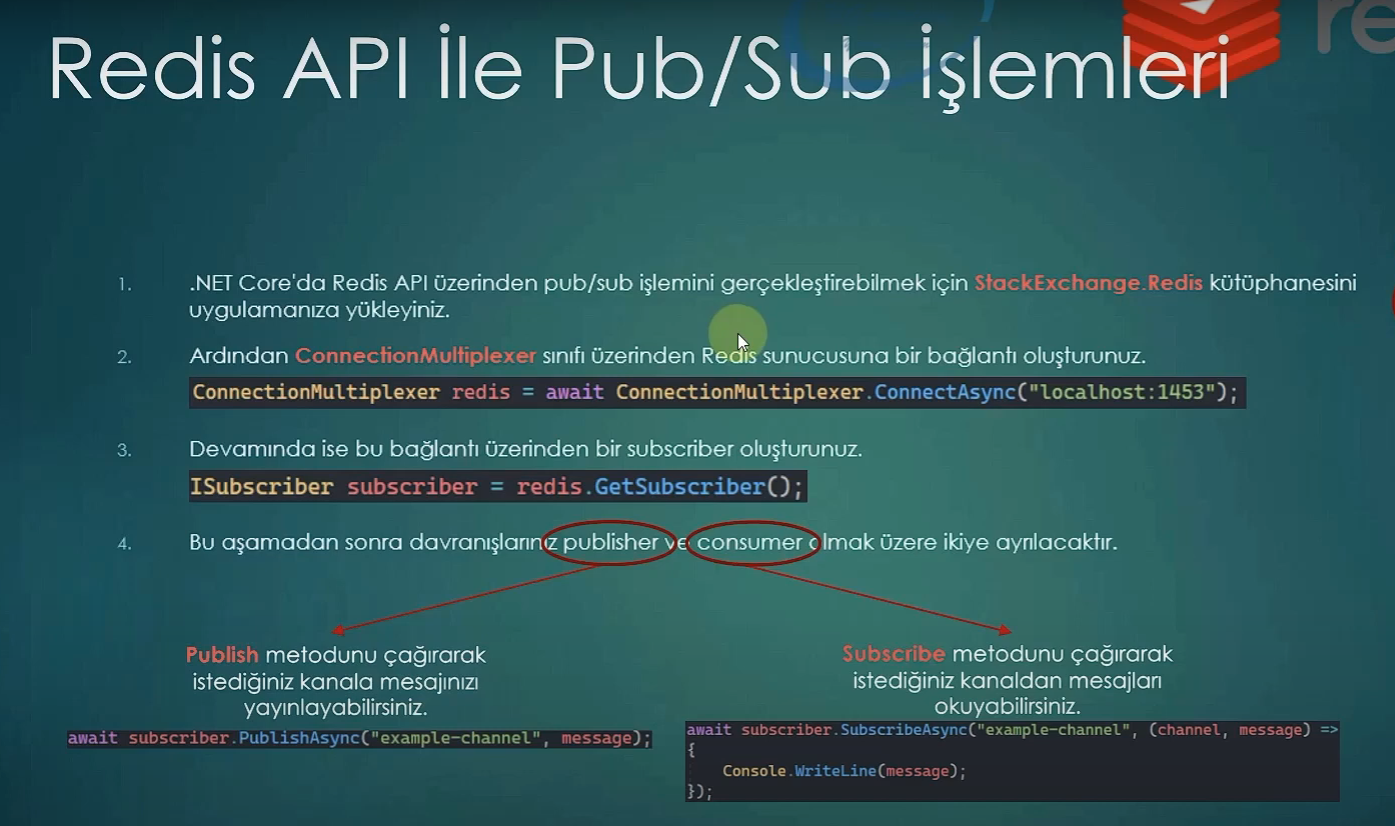 Redis API İle Pub/Sub İşlemleri
re
1. .NET Core'da Redis API üzerinden pub/sub işlemini gerçekleştirebilmek için StackExchange.Redis kütüphanesini
uygulamanıza yükleyiniz.
2. Ardından ConnectionMultiplexer sınıfı üzerinden Redis sunucusuna bir bağlantı oluşturunuz.
ConnectionMultiplexer redis = await ConnectionMultiplexer.ConnectAsync("localhost:1453");
3. Devamında ise bu bağlantı üzerinden bir subscriber oluşturunuz.
ISubscriber subscriber = redis.GetSubscriber();
4. Bu aşamadan sonra davranışlarınız publisher ve consumer olmak üzere ikiye ayrılacaktır.
Publish metodunu çağırarak
istediğiniz kanala mesajınızı
yayınlayabilirsiniz.
await subscriber.PublishAsync("example-channel", message);
Subscribe metodunu çağırarak
istediğiniz kanaldan mesajları
okuyabilirsiniz.
await subscriber.SubscribeAsync("example-channel", (channel, message) =>
{
Console.WriteLine(message);
});